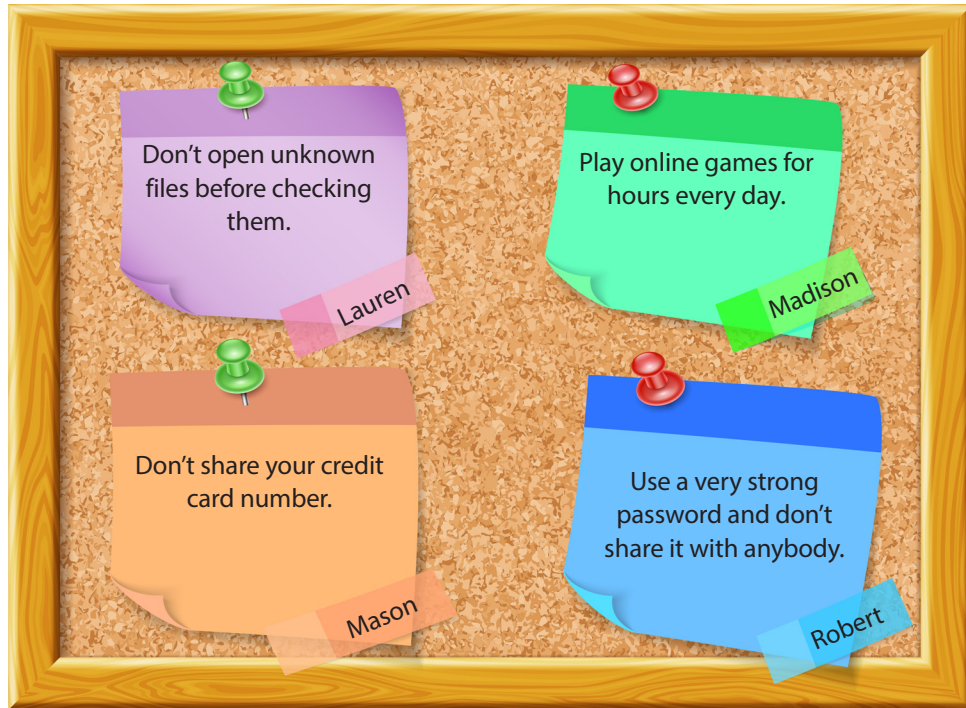 Don’t open unknown
files before checking
them.
Lauren
Play online games for
hours every day.
Madison
Don’t share your credit
card number.
Mason
Use a very strong
password and don’t
share it with anybody.
Robert